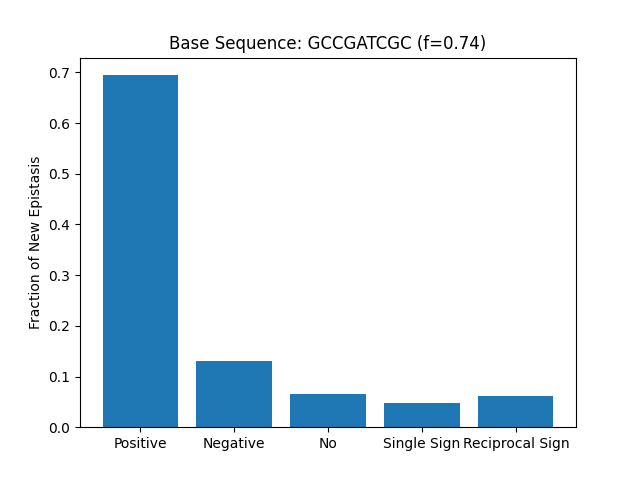 Base Sequence: GCCGATCGC (f=0.74)
Fraction of New Epistasis
0.7
0.6
0.5
0.4
0.3
0.2
0.1
0.0
Positive Negative No Single Sign Reciprocal Sign